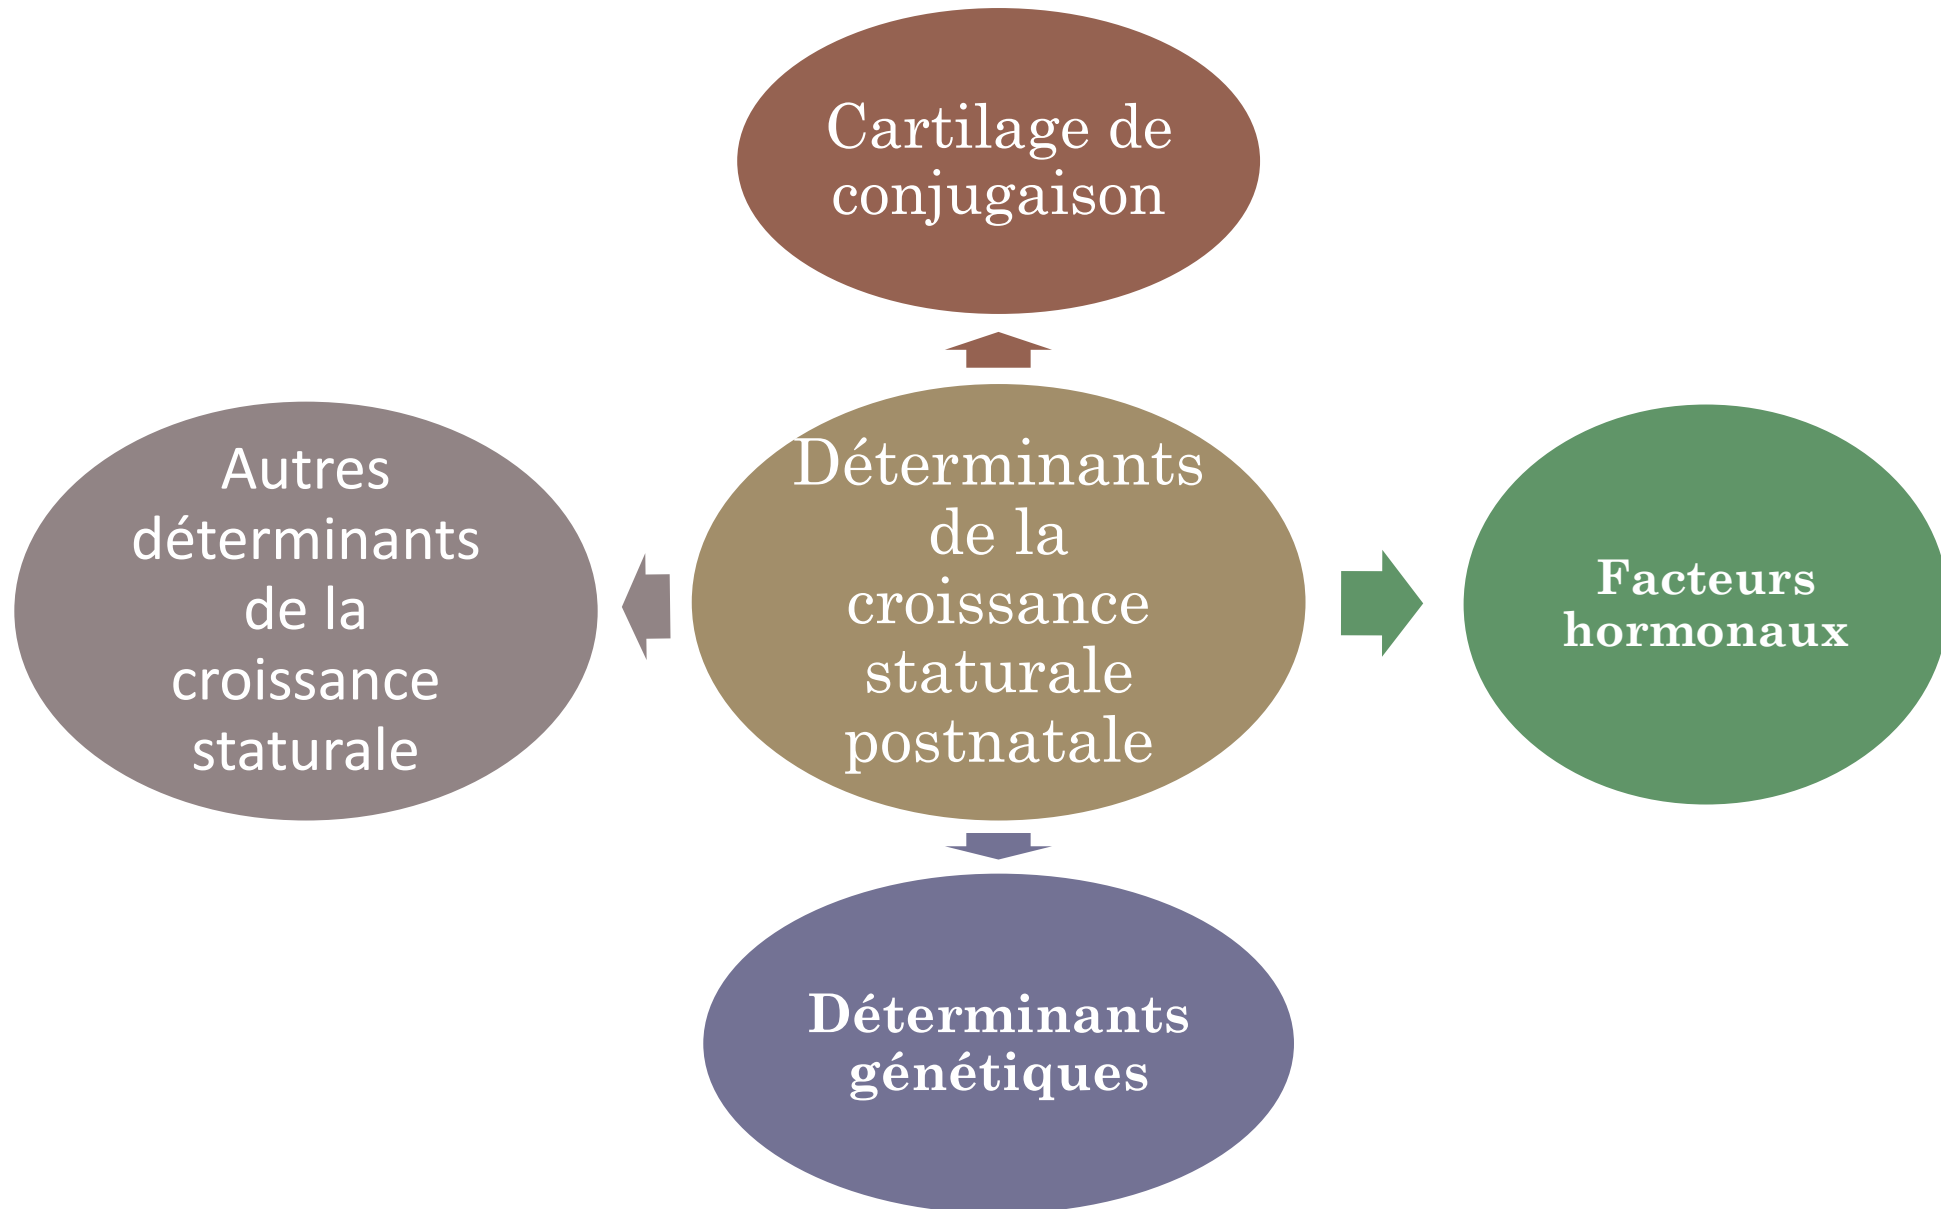 Cartilage de
conjugaison
Autres
déterminants
de la
croissance
staturale
Déterminants
de la
croissance
staturale
postnatale
Facteurs
hormonaux
Déterminants
génétiques